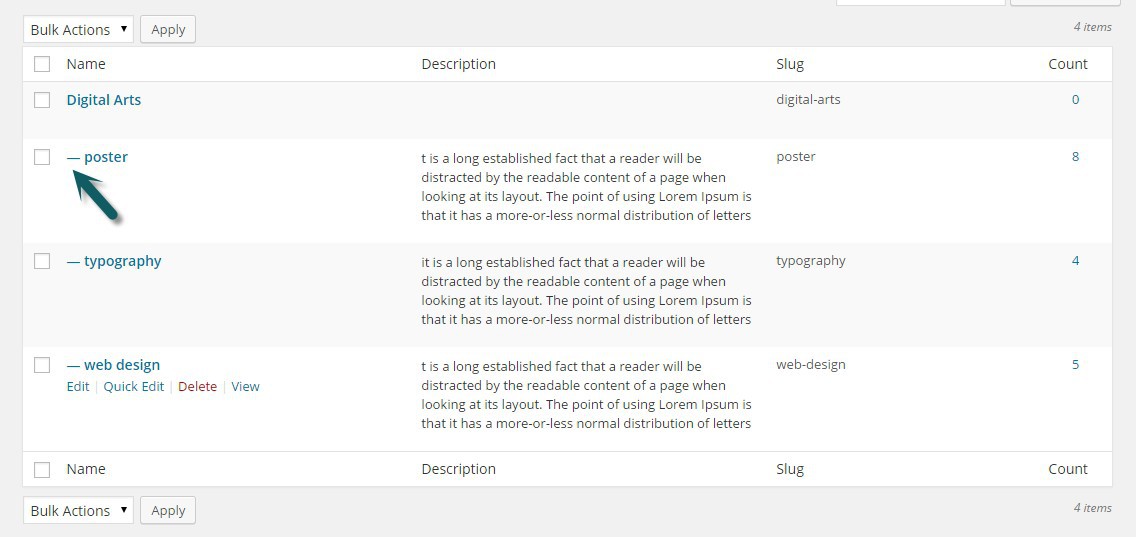 Bulk Actions Apply 4 items
Name Description Slug Count
Digital Arts digital-arts 0
— poster t is a long established fact that a reader will be poster 8
distracted by the readable content of a page when
looking at its layout. The point of using Lorem Ipsum is
that it has a more-or-less normal distribution of letters
— typography it is a long established fact that a reader will be typography 4
distracted by the readable content of a page when
looking at its layout. The point of using Lorem Ipsum is
that it has a more-or-less normal distribution of letters
— web design t is a long established fact that a reader will be web-design 5
Edit | Quick Edit | Delete | View distracted by the readable content of a page when
looking at its layout. The point of using Lorem Ipsum is
that it has a more-or-less normal distribution of letters
Name Description Slug Count
Bulk Actions Apply 4 items